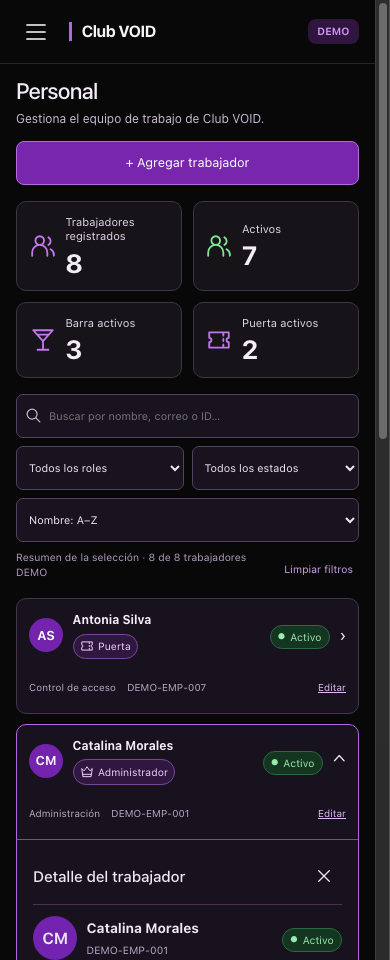 Club VOID
DEMO
Personal
Gestiona el equipo de trabajo de Club VOID.
+ Agregar trabajador
Trabajadores
registrados
8
Activos
7
Barra activos
3
Puerta activos
2
Buscar por nombre, correo o ID...
Todos los roles
Todos los estados
Nombre: A–Z
Resumen de la selección · 8 de 8 trabajadores
DEMO
Limpiar filtros
AS
Antonia Silva
Puerta
Activo
Control de acceso DEMO-EMP-007
Editar
CM
Catalina Morales
Administrador
Activo
Administración DEMO-EMP-001
Editar
Detalle del trabajador
CM
Catalina Morales
DEMO-EMP-001
Activo